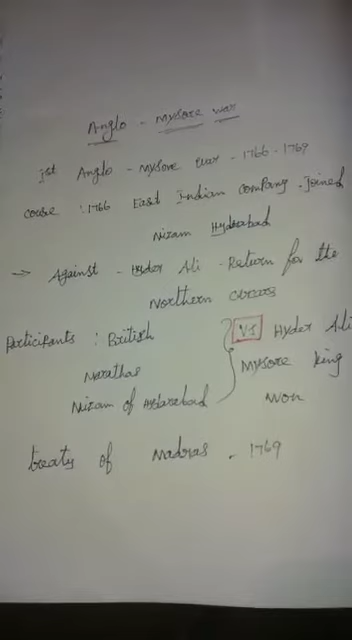 Anglo - Mysore war
1st Anglo - Mysore war - 1766 - 1769
couse : 1766 East Indian company - Joined
Nizam Hyderabad
→ Against - Hyder Ali - Return for the
Northern circars
Participants : British } VS Hyder Ali
Marathas Mysore king
Nizam of Hyderabad won
treaty of Madras - 1769